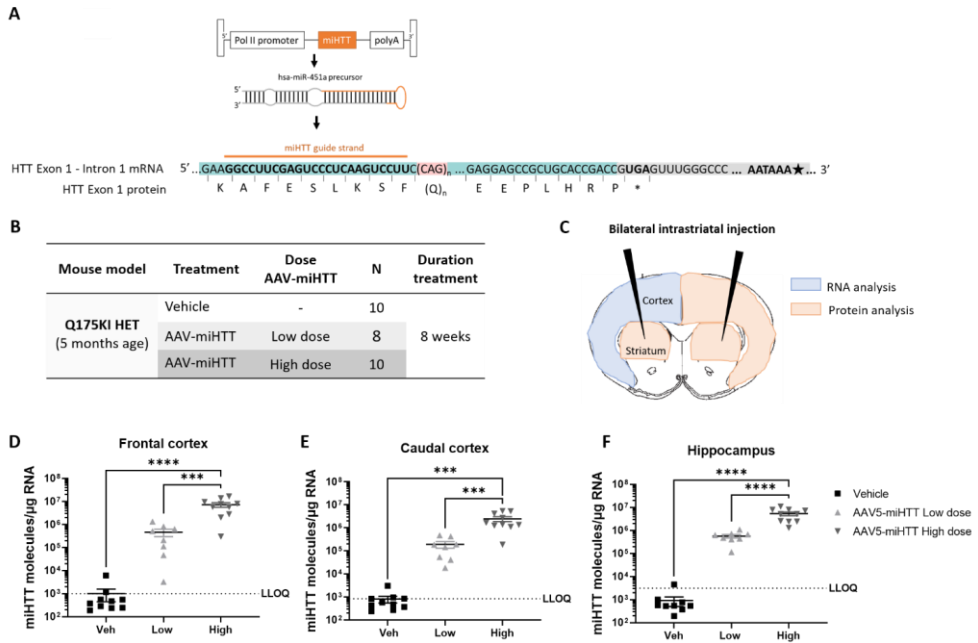 A
5' Pol II promoter miHTT polyA 3'
hsa-miR-451a precursor
5'
3'
miHTT guide strand
HTT Exon 1 - Intron 1 mRNA 5' ...GAAGGCCUUCGAGUCCCUCAAGUCCUUC(CAG)n ... GAGGAGCCGCUGCACCGACCGUGAGUUUGGGCCC ... AATAAA★... 3'
HTT Exon 1 protein K A F E S L K S F (Q)n E E P L H R P *
B
Mouse model Treatment Dose AAV-miHTT N Duration treatment
Q175KI HET (5 months age)
Vehicle - 10
AAV-miHTT Low dose 8
AAV-miHTT High dose 10
8 weeks
C
Bilateral intrastriatal injection
Cortex
Striatum
RNA analysis
Protein analysis
D
Frontal cortex
miHTT molecules/µg RNA
10⁸
10⁷
10⁶
10⁵
10⁴
10³
10²
10¹
****
***
LLOQ
Veh Low High
E
Caudal cortex
miHTT molecules/µg RNA
10⁸
10⁷
10⁶
10⁵
10⁴
10³
10²
10¹
***
***
LLOQ
Veh Low High
F
Hippocampus
miHTT molecules/µg RNA
10⁸
10⁷
10⁶
10⁵
10⁴
10³
10²
10¹
****
****
LLOQ
Veh Low High
Vehicle
AAV5-miHTT Low dose
AAV5-miHTT High dose